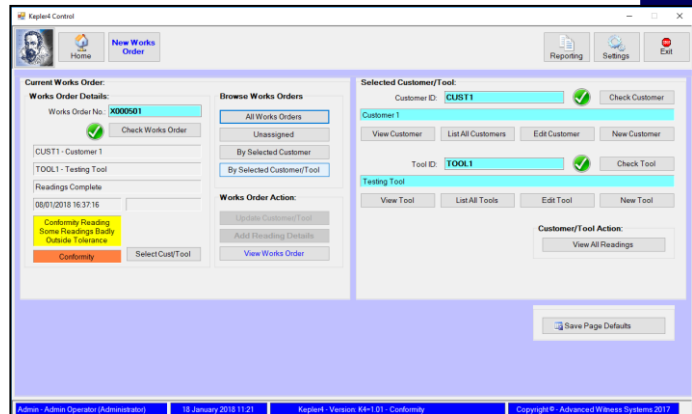 Kepler4 Control
Home
New Works
Order
Reporting
Settings
Exit
Current Works Order:
Works Order Details:
Works Order No.: X000501
Check Works Order
CUST1 - Customer 1
TOOL1 - Testing Tool
Readings Complete
08/01/2018 16:37:16
Conformity Reading
Some Readings Badly
Outside Tolerance
Conformity
Select Cust/Tool
Browse Works Orders
All Works Orders
Unassigned
By Selected Customer
By Selected Customer/Tool
Works Order Action:
Update Customer/Tool
Add Reading Details
View Works Order
Selected Customer/Tool:
Customer ID: CUST1
Check Customer
Customer 1
View Customer
List All Customers
Edit Customer
New Customer
Tool ID: TOOL1
Check Tool
Testing Tool
View Tool
List All Tools
Edit Tool
New Tool
Customer/Tool Action:
View All Readings
Save Page Defaults
Admin - Admin Operator (Administrator)
18 January 2018 11:21
Kepler4 - Version: K4=1.01 - Conformity
Copyright © - Advanced Witness Systems 2017